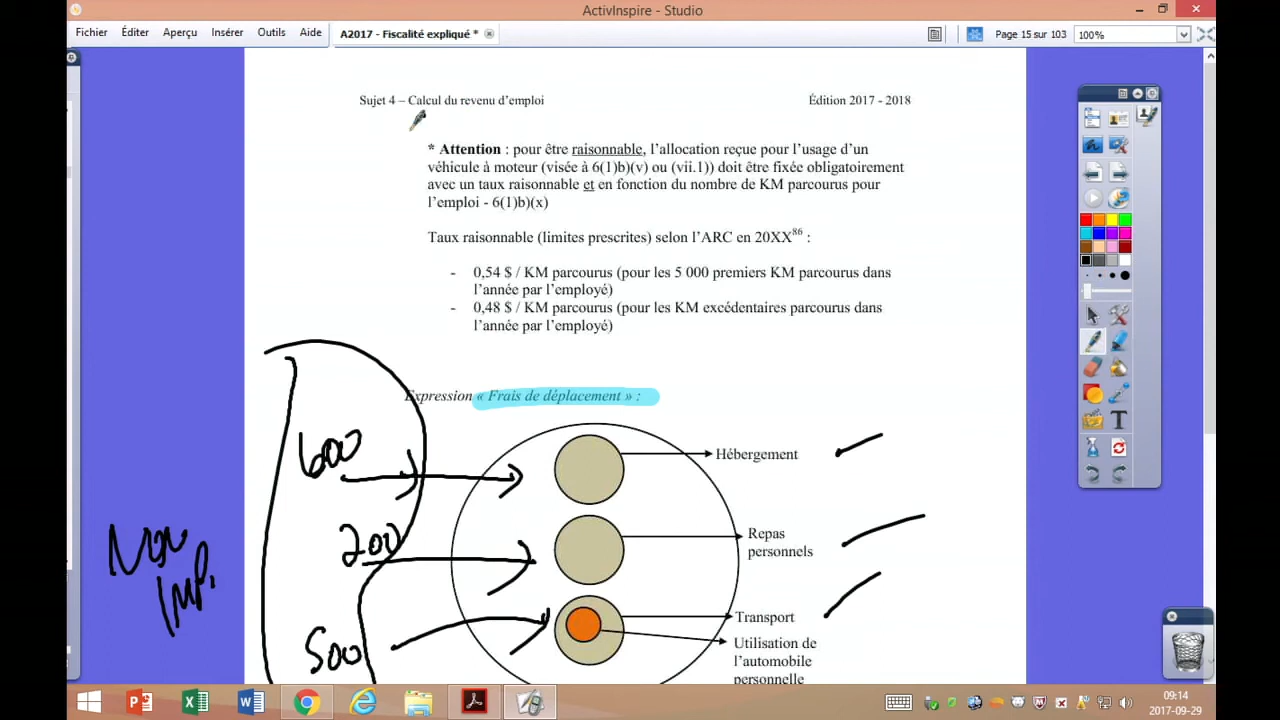 ActivInspire - Studio
Fichier Éditer Aperçu Insérer Outils Aide A2017 - Fiscalité expliqué * Page 15 sur 103 100%
Sujet 4 – Calcul du revenu d’emploi Édition 2017 - 2018
* Attention : pour être raisonnable, l’allocation reçue pour l’usage d’un
véhicule à moteur (visée à 6(1)b)(v) ou (vii.1)) doit être fixée obligatoirement
avec un taux raisonnable et en fonction du nombre de KM parcourus pour
l’emploi - 6(1)b)(x)
Taux raisonnable (limites prescrites) selon l’ARC en 20XX86 :
- 0,54 $ / KM parcourus (pour les 5 000 premiers KM parcourus dans
l’année par l’employé)
- 0,48 $ / KM parcourus (pour les KM excédentaires parcourus dans
l’année par l’employé)
Expression « Frais de déplacement » :
600
Hébergement
200
Repas
personnels
Non
Imp.
500
Transport
Utilisation de
l’automobile
personnelle
09:14
2017-09-29